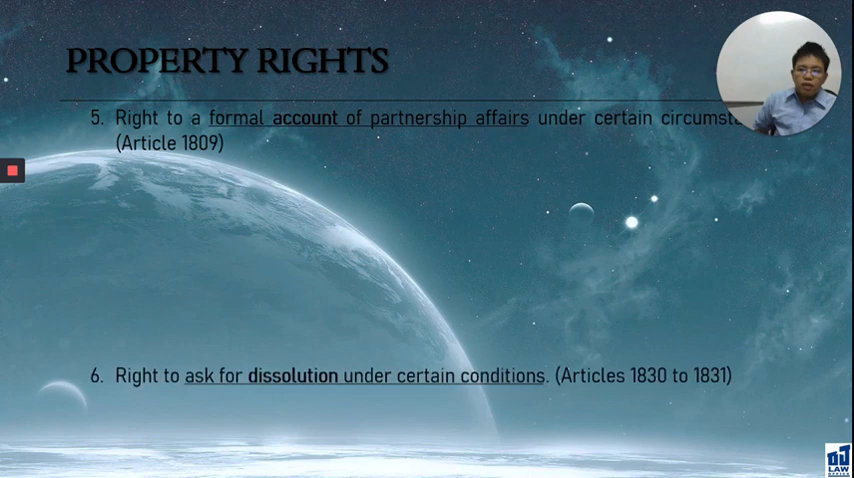 PROPERTY RIGHTS
5. Right to a formal account of partnership affairs under certain
(Article 1809)
6. Right to ask for dissolution under certain conditions. (Articles 1830 to 1831)
LAW
OFFICE